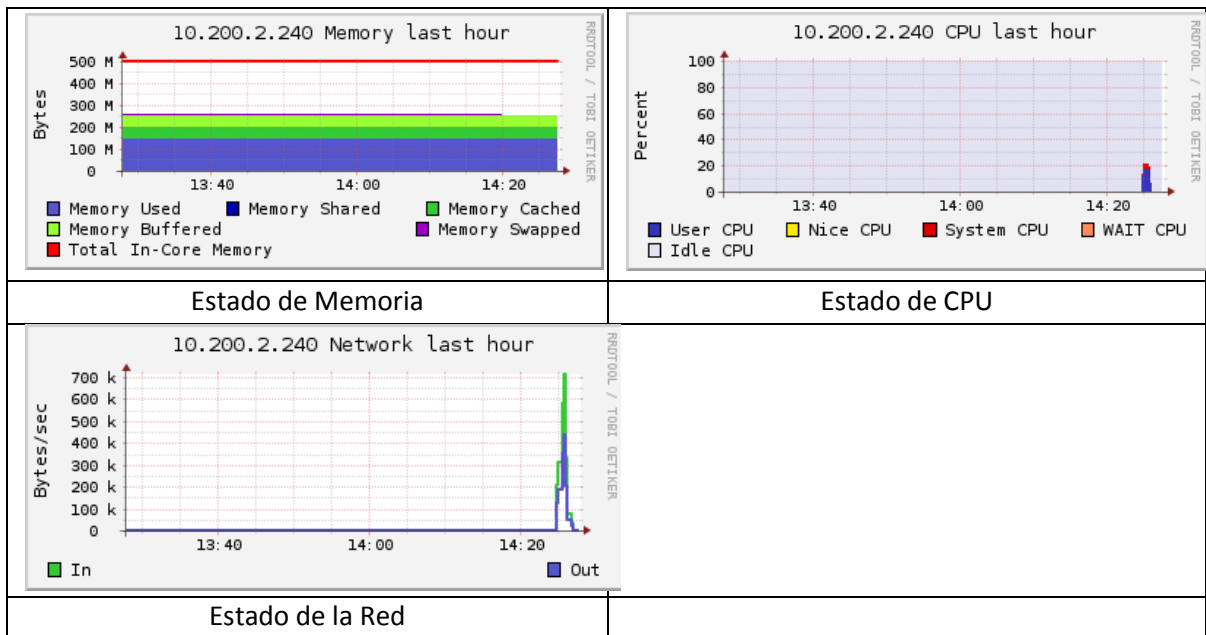 10.200.2.240 Memory last hour
RRDTOOL / TOBI OETIKER
Bytes
500 M
400 M
300 M
200 M
100 M
0
13:40 14:00 14:20
Memory Used Memory Shared Memory Cached
Memory Buffered Memory Swapped
Total In-Core Memory
Estado de Memoria
10.200.2.240 CPU last hour
RRDTOOL / TOBI OETIKER
Percent
100
80
60
40
20
0
13:40 14:00 14:20
User CPU Nice CPU System CPU WAIT CPU
Idle CPU
Estado de CPU
10.200.2.240 Network last hour
RRDTOOL / TOBI OETIKER
Bytes/sec
700 k
600 k
500 k
400 k
300 k
200 k
100 k
0
13:40 14:00 14:20
In Out
Estado de la Red